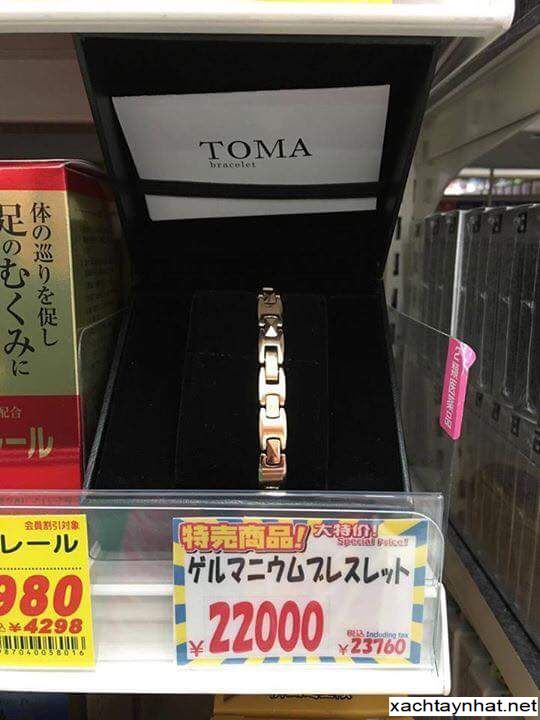 TOMA
bracelet
体の巡りを促し
足のむくみに
配合
ール
会員割引対象
レール
980
¥4298
特売商品!
大特価!
Special Price!!
ゲルマニウムブレスレット
¥22000
税込 Including tax
¥23760
xachtaynhat.net